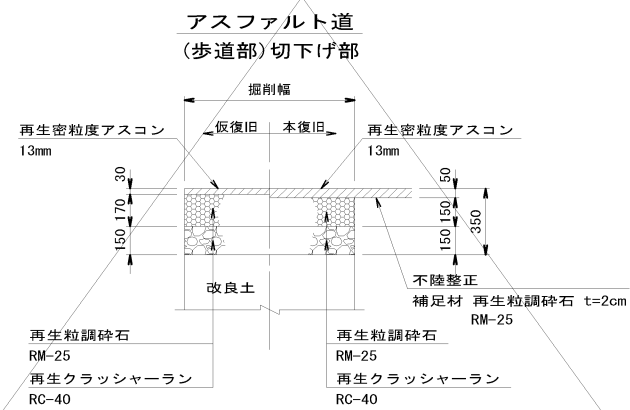 アスファルト道
(歩道部)切下げ部
掘削幅
仮復旧
本復旧
再生密粒度アスコン
13mm
再生密粒度アスコン
13mm
30
170
150
50
150
150
350
改良土
不陸整正
補足材 再生粒調砕石 t=2cm
RM-25
再生粒調砕石
RM-25
再生クラッシャーラン
RC-40
再生粒調砕石
RM-25
再生クラッシャーラン
RC-40